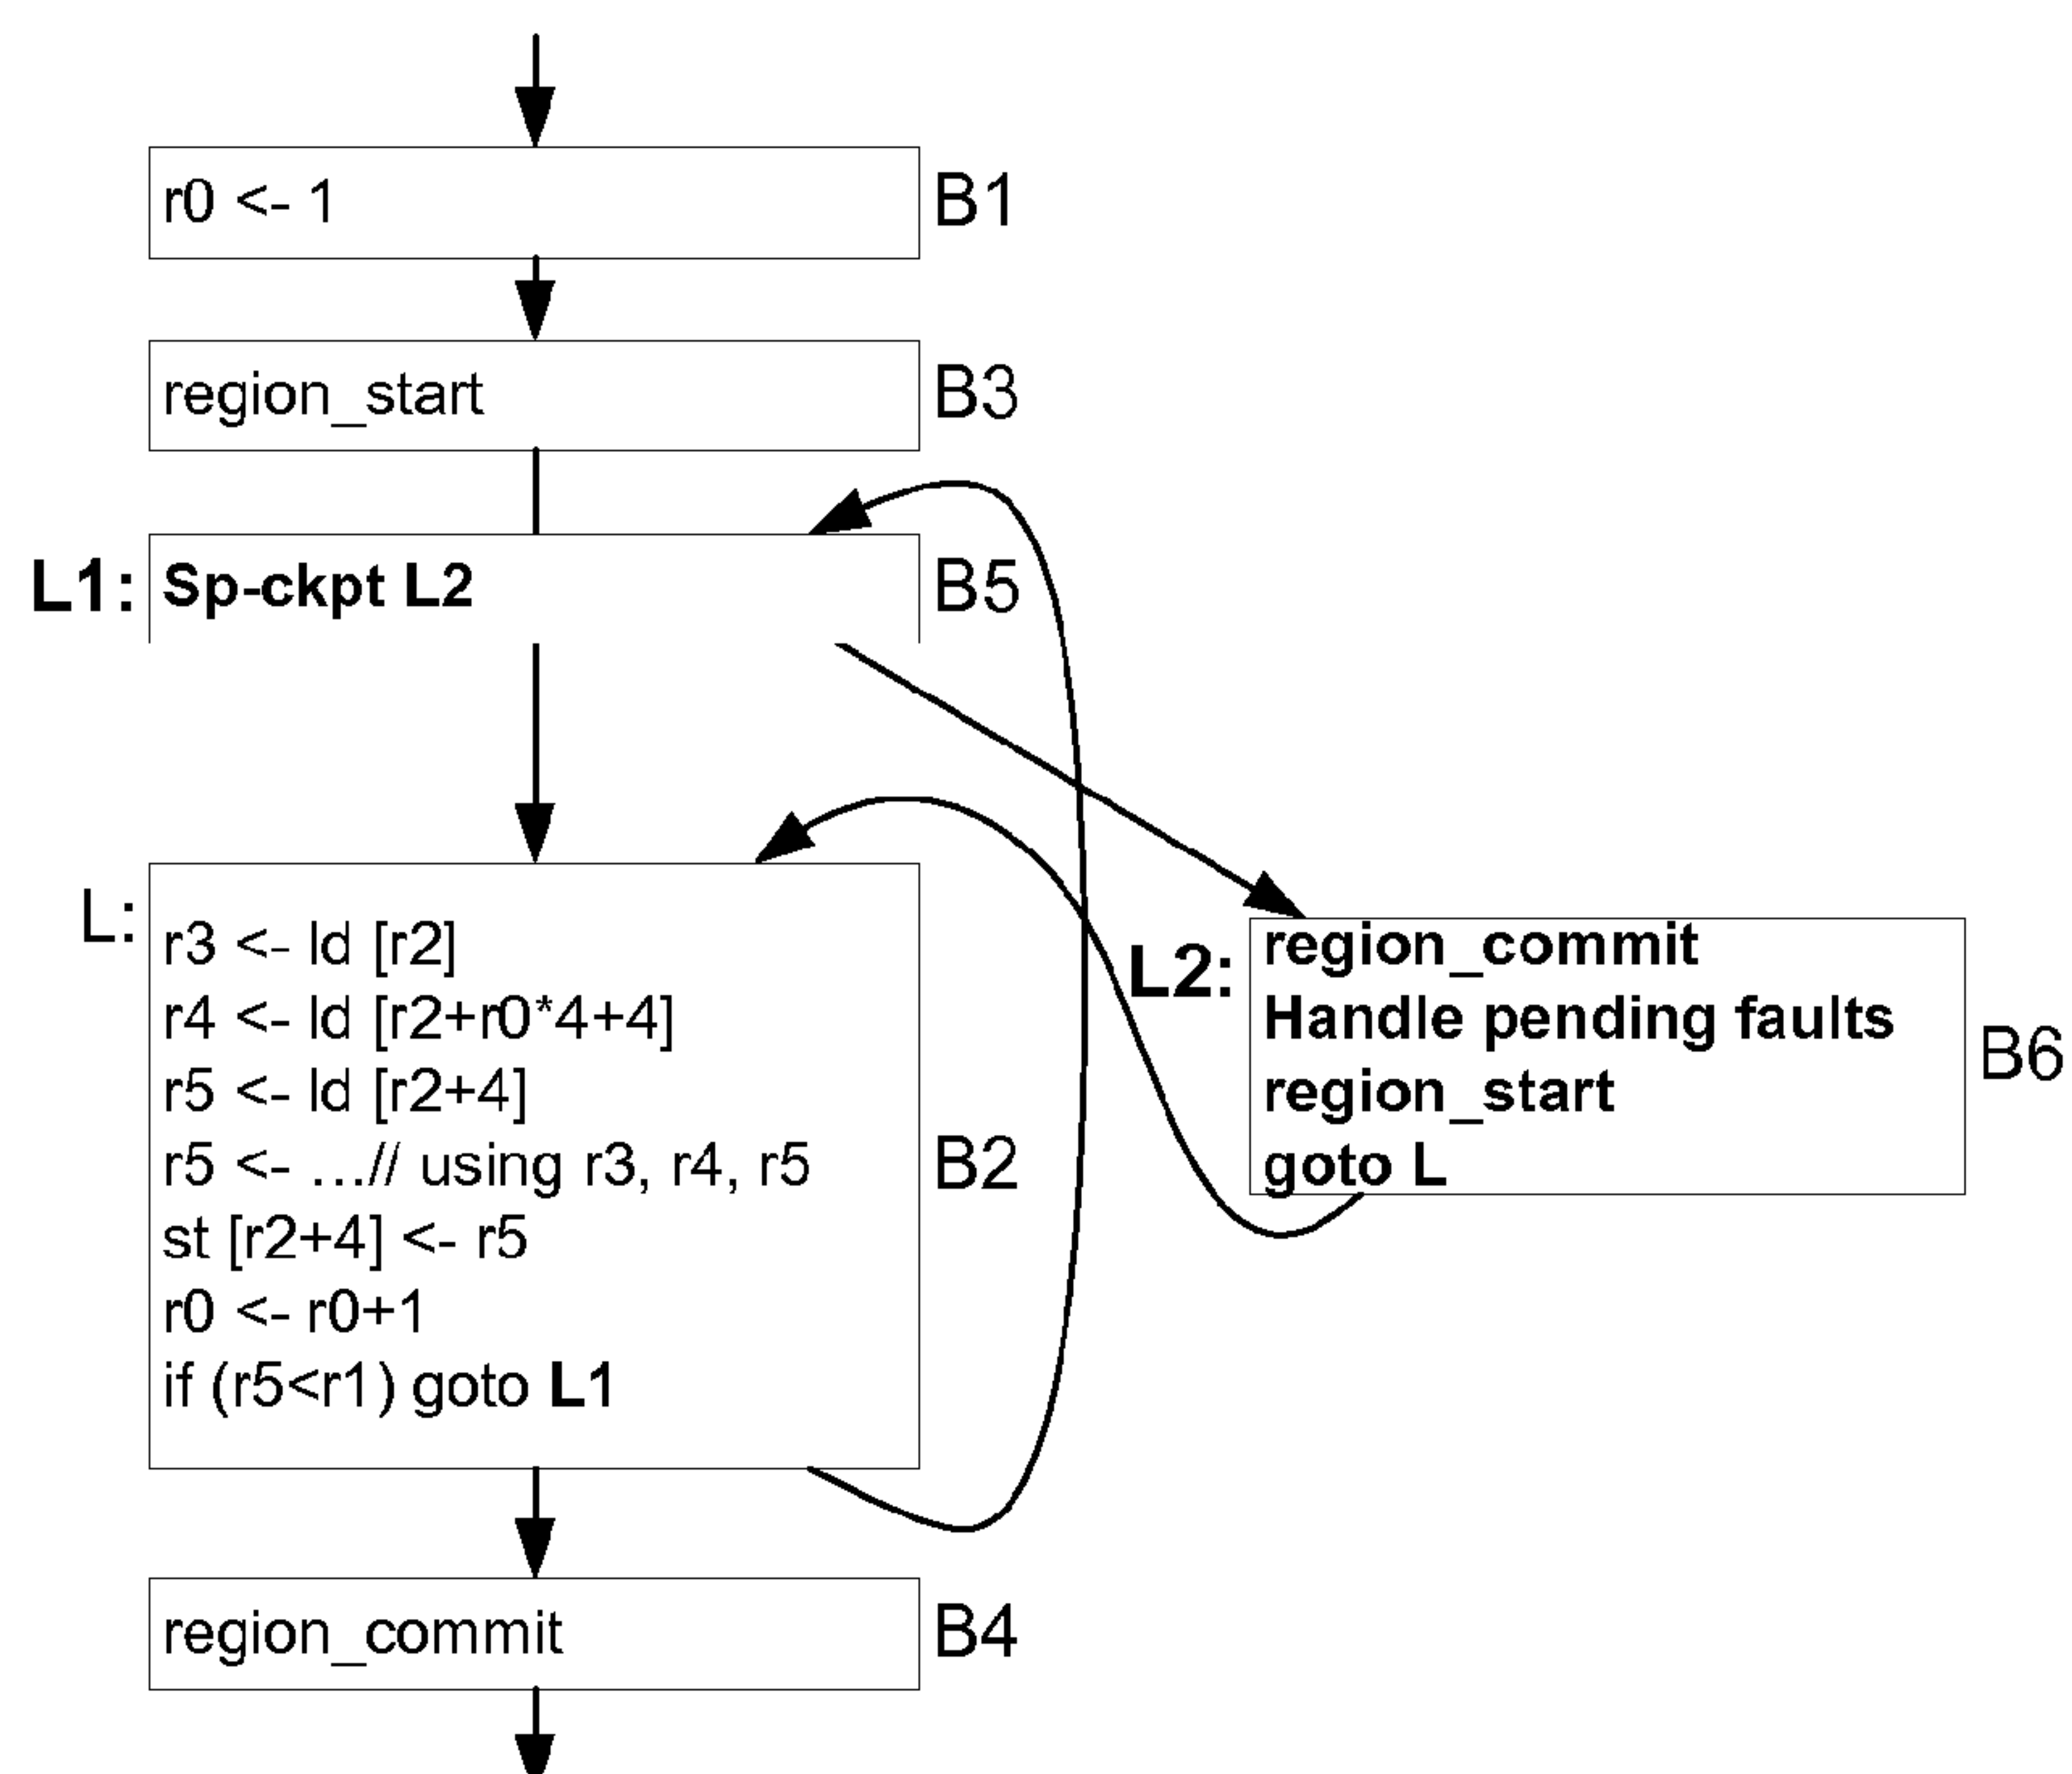 r0 <- 1 B1
region_start B3
L1: Sp-ckpt L2 B5
L:
r3 <- ld [r2]
r4 <- ld [r2+r0*4+4]
r5 <- ld [r2+4]
r5 <- ...// using r3, r4, r5 B2
st [r2+4] <- r5
r0 <- r0+1
if (r5<r1) goto L1
L2: region_commit
Handle pending faults B6
region_start
goto L
region_commit B4